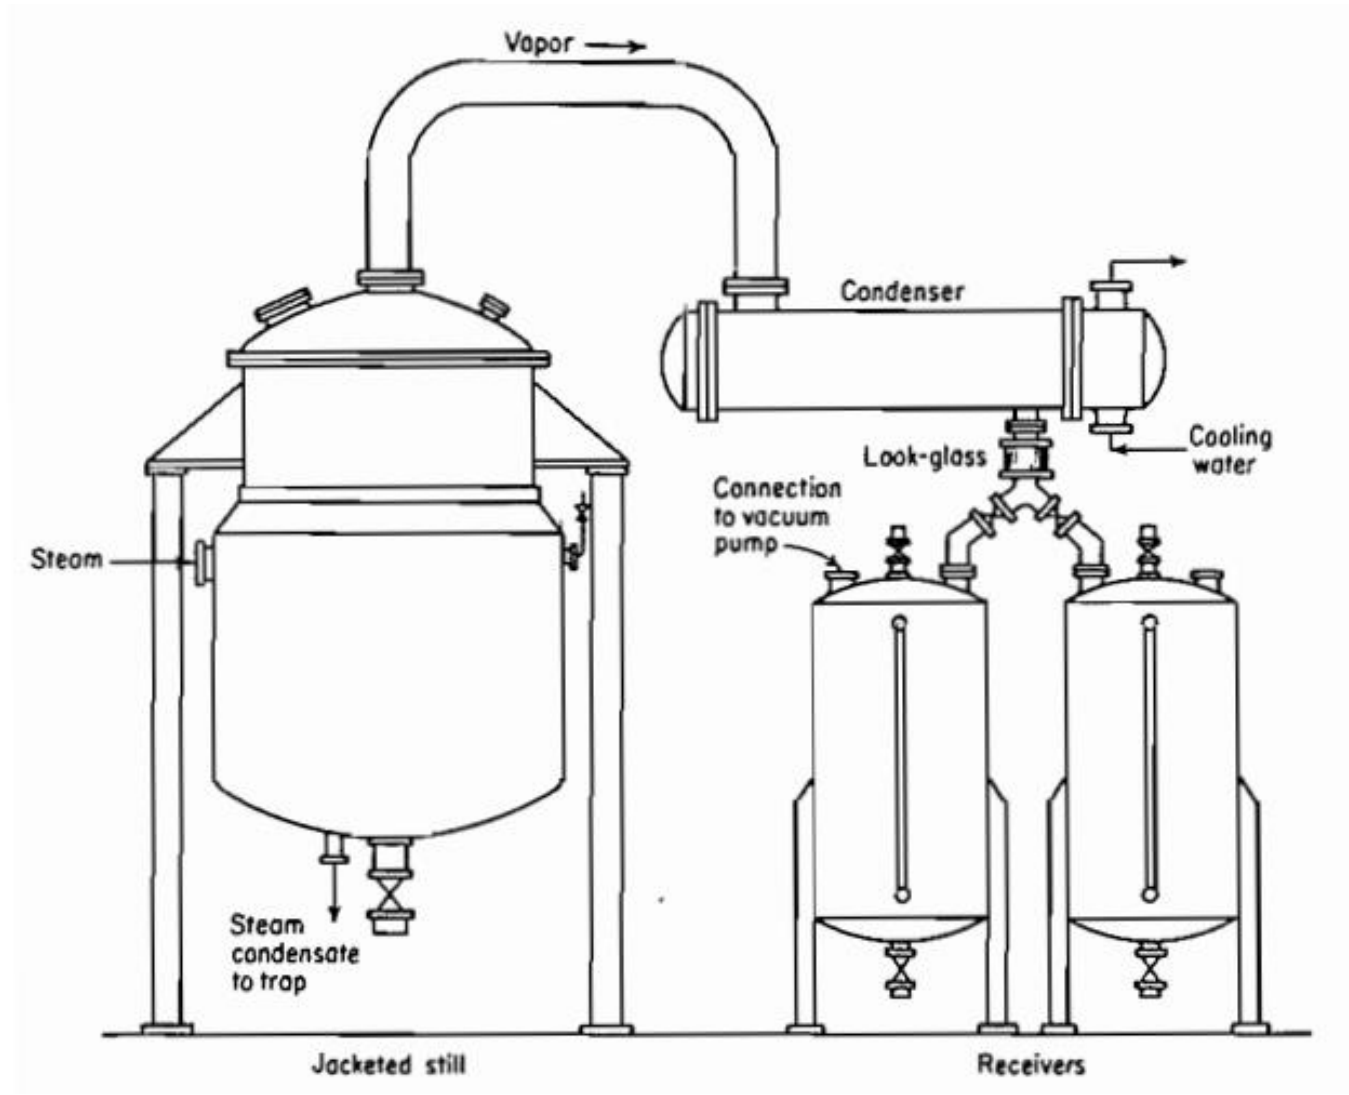 Vapor
Condenser
Cooling
water
Look-glass
Connection
to vacuum
pump
Steam
Steam
condensate
to trap
Jacketed still
Receivers